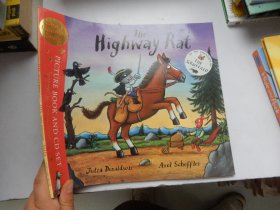 The
Highway Rat
Julia Donaldson
Axel Scheffler
PICTURE BOOK AND CD SET